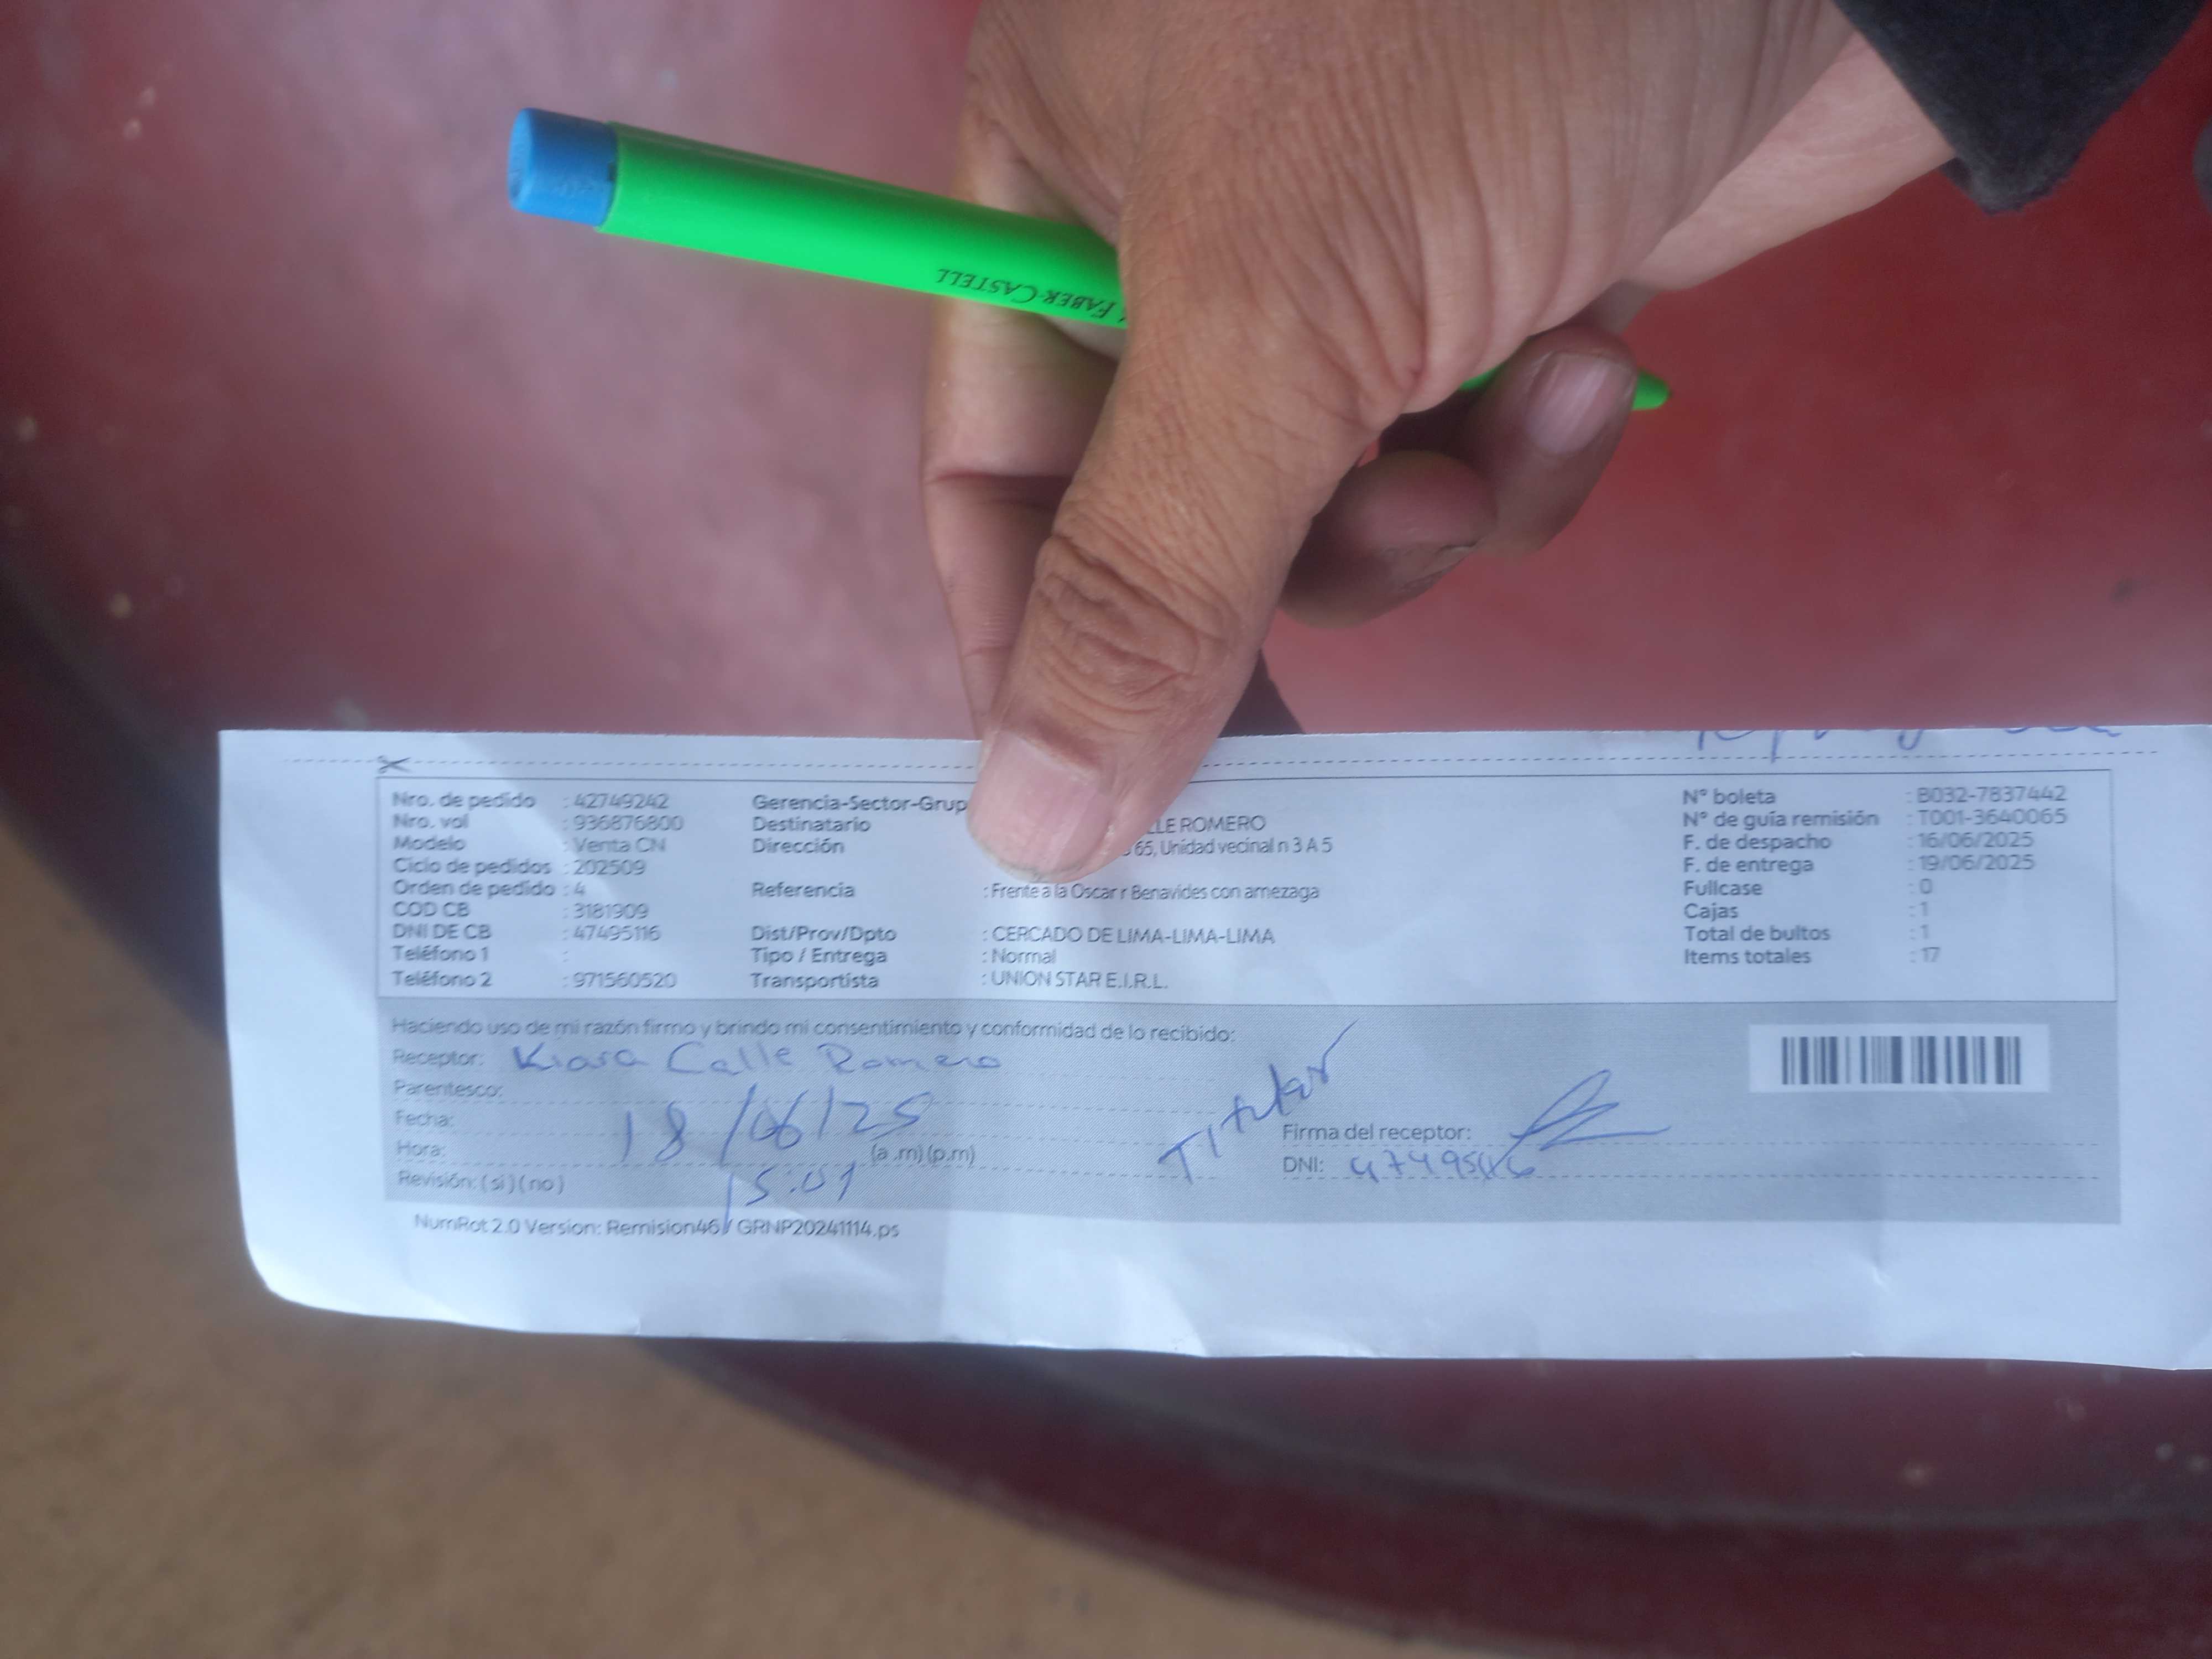 FABER-CASTELL
Nro. de pedido : 42749242
Nro. vol : 936876800
Modelo : Venta CN
Ciclo de pedidos : 202509
Orden de pedido : 4
COD CB : 3181909
DNI DE CB : 47495116
Teléfono 1 :
Teléfono 2 : 971560520
Gerencia-Sector-Grup
Destinatario LLE ROMERO
Dirección 65, Unidad vecinal n 3 A 5
Referencia : Frente a la Oscar r Benavides con amezaga
Dist/Prov/Dpto : CERCADO DE LIMA-LIMA-LIMA
Tipo / Entrega : Normal
Transportista : UNION STAR E.I.R.L.
N° boleta : B032-7837442
N° de guía remisión : T001-3640065
F. de despacho : 16/06/2025
F. de entrega : 19/06/2025
Fullcase : 0
Cajas : 1
Total de bultos : 1
Items totales : 17
Haciendo uso de mi razón firmo y brindo mi consentimiento y conformidad de lo recibido:
Receptor: Kiara Calle Romero
Parentesco:
Fecha: 18/06/25
Hora: (a .m) (p.m)
15:01
Revisión: ( si ) ( no )
Titular
Firma del receptor:
DNI: 47495116
NumRot 2.0 Version: Remision46 / GRNP20241114.ps